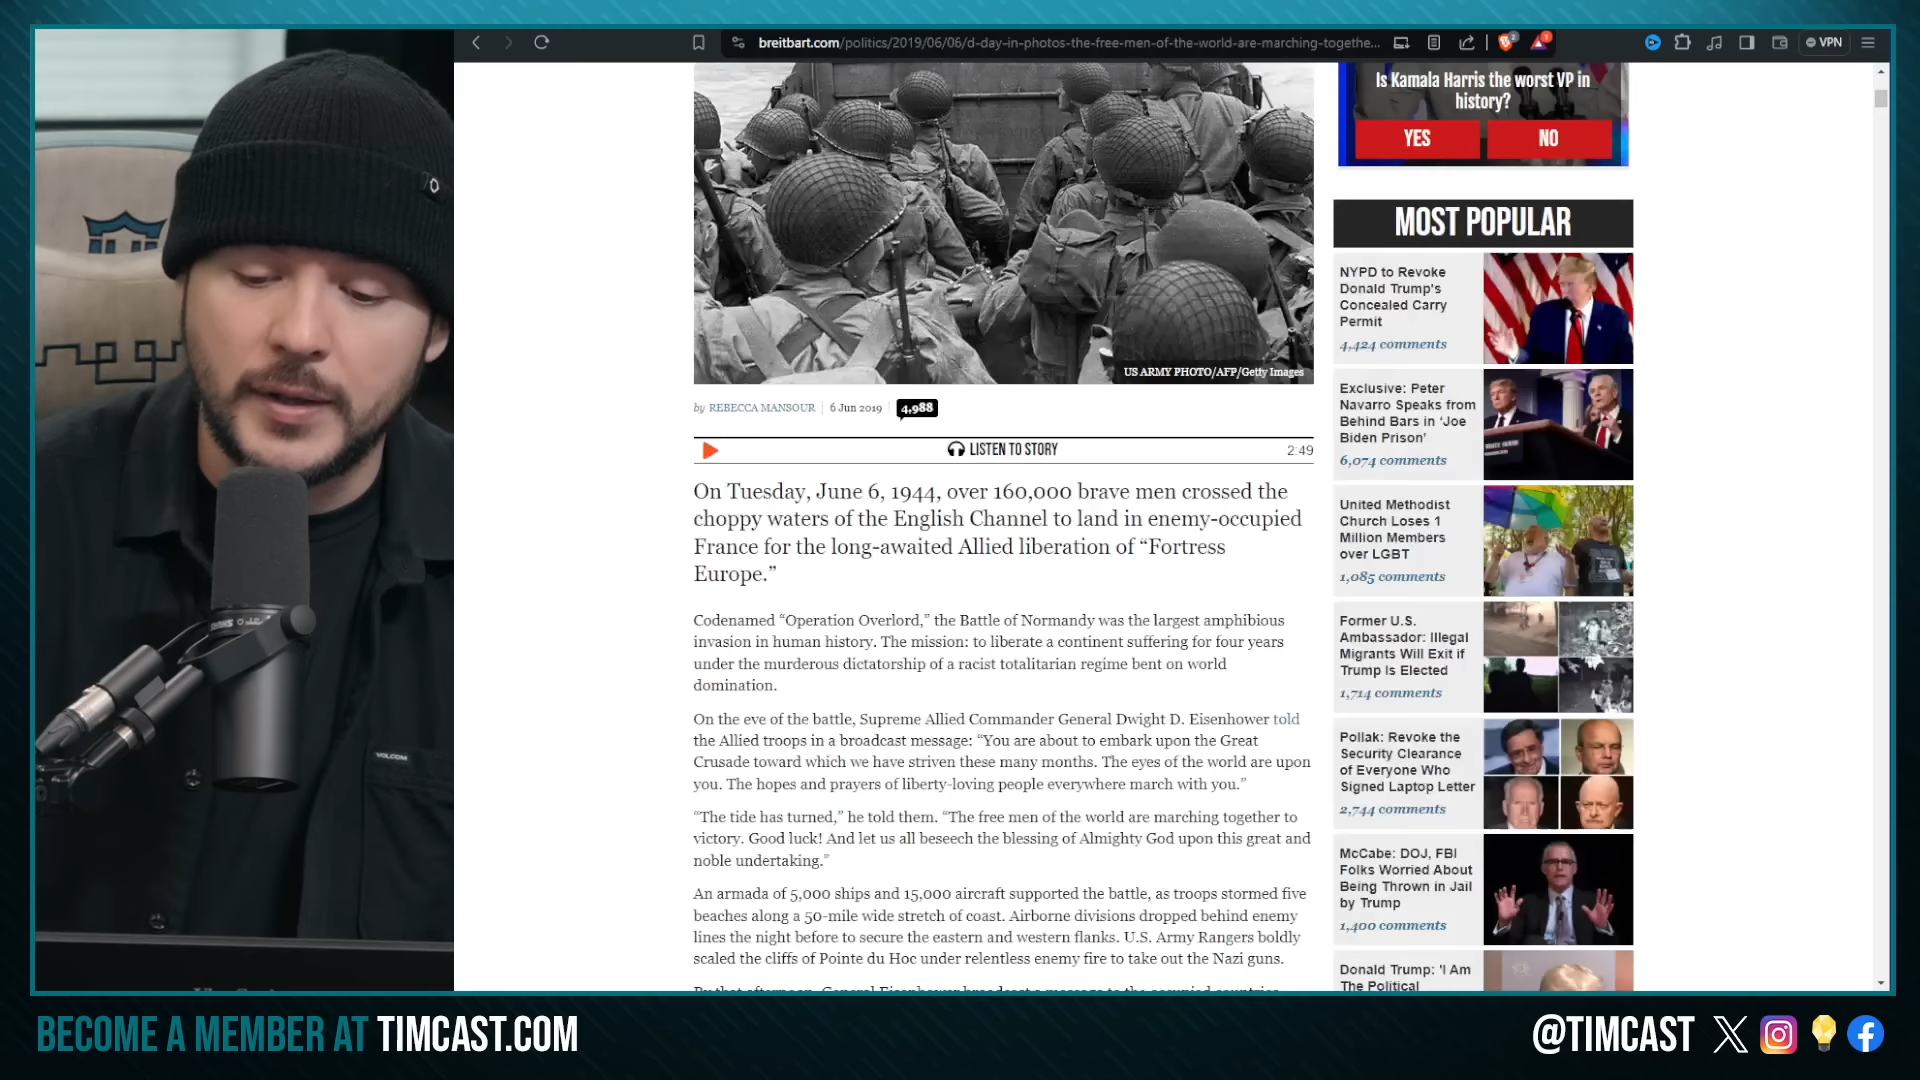 breitbart.com/politics/2019/06/06/d-day-in-photos-the-free-men-of-the-world-are-marching-togethe...
2
1
VPN
US ARMY PHOTO/AFP/Getty Images
by REBECCA MANSOUR | 6 Jun 2019 | 4,988
LISTEN TO STORY
2:49
On Tuesday, June 6, 1944, over 160,000 brave men crossed the
choppy waters of the English Channel to land in enemy-occupied
France for the long-awaited Allied liberation of “Fortress
Europe.”
Codenamed “Operation Overlord,” the Battle of Normandy was the largest amphibious
invasion in human history. The mission: to liberate a continent suffering for four years
under the murderous dictatorship of a racist totalitarian regime bent on world
domination.
On the eve of the battle, Supreme Allied Commander General Dwight D. Eisenhower told
the Allied troops in a broadcast message: “You are about to embark upon the Great
Crusade toward which we have striven these many months. The eyes of the world are upon
you. The hopes and prayers of liberty-loving people everywhere march with you.”
“The tide has turned,” he told them. “The free men of the world are marching together to
victory. Good luck! And let us all beseech the blessing of Almighty God upon this great and
noble undertaking.”
An armada of 5,000 ships and 15,000 aircraft supported the battle, as troops stormed five
beaches along a 50-mile wide stretch of coast. Airborne divisions dropped behind enemy
lines the night before to secure the eastern and western flanks. U.S. Army Rangers boldly
scaled the cliffs of Pointe du Hoc under relentless enemy fire to take out the Nazi guns.
Is Kamala Harris the worst VP in
history?
YES
NO
MOST POPULAR
NYPD to Revoke
Donald Trump's
Concealed Carry
Permit
4,424 comments
Exclusive: Peter
Navarro Speaks from
Behind Bars in ‘Joe
Biden Prison’
6,074 comments
United Methodist
Church Loses 1
Million Members
over LGBT
1,085 comments
Former U.S.
Ambassador: Illegal
Migrants Will Exit if
Trump Is Elected
1,714 comments
Pollak: Revoke the
Security Clearance
of Everyone Who
Signed Laptop Letter
2,744 comments
McCabe: DOJ, FBI
Folks Worried About
Being Thrown in Jail
by Trump
1,400 comments
Donald Trump: 'I Am
The Political
VOLCOM
SHURE
BECOME A MEMBER AT TIMCAST.COM
@TIMCAST